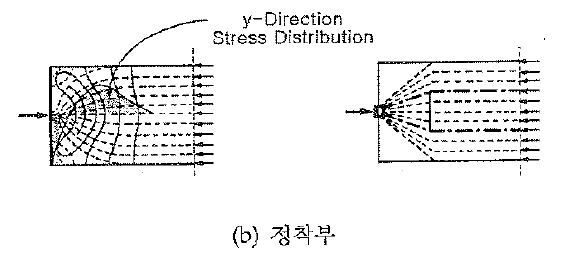 y-Direction
Stress Distribution
(b) 정착부